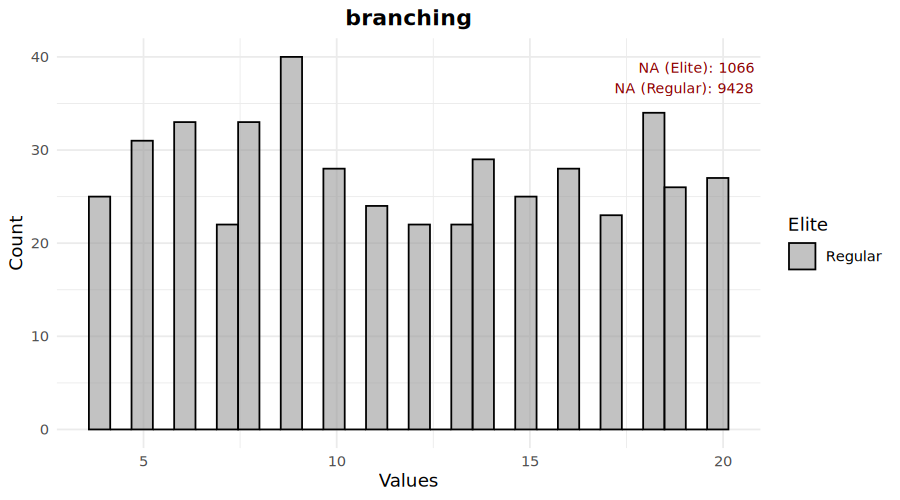 branching
NA (Elite): 1066
NA (Regular): 9428
40
30
20
10
0
Count
5
10
15
20
Values
Elite
Regular